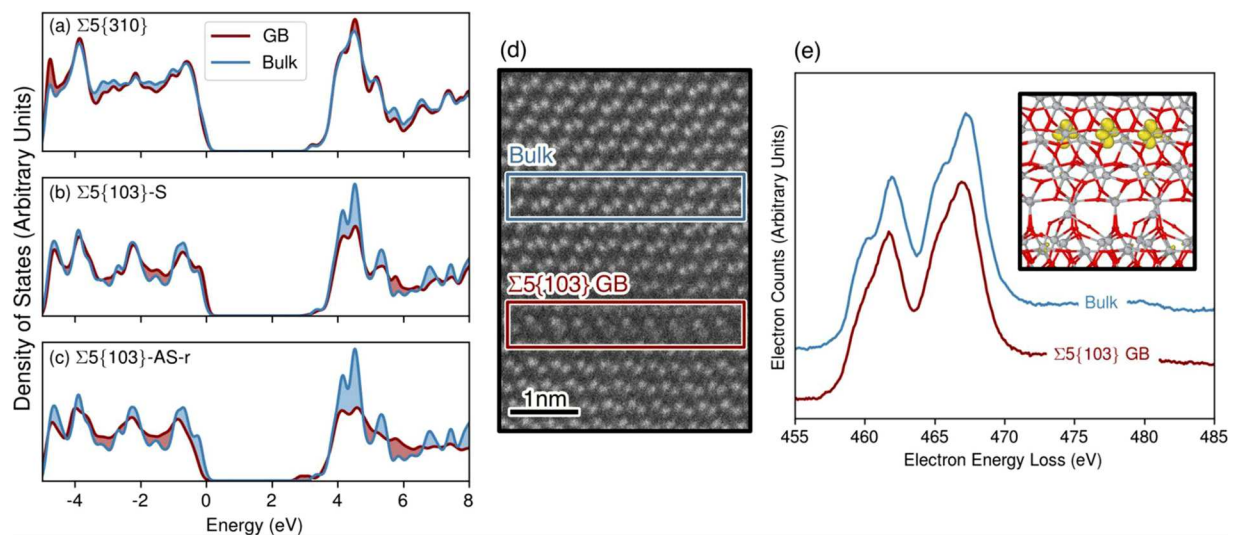 (a) Σ5{310}
GB
Bulk
(b) Σ5{103}-S
(c) Σ5{103}-AS-r
Density of States (Arbitrary Units)
-4 -2 0 2 4 6 8
Energy (eV)
(d)
Bulk
Σ5{103} GB
1nm
(e)
Electron Counts (Arbitrary Units)
Bulk
Σ5{103} GB
455 460 465 470 475 480 485
Electron Energy Loss (eV)